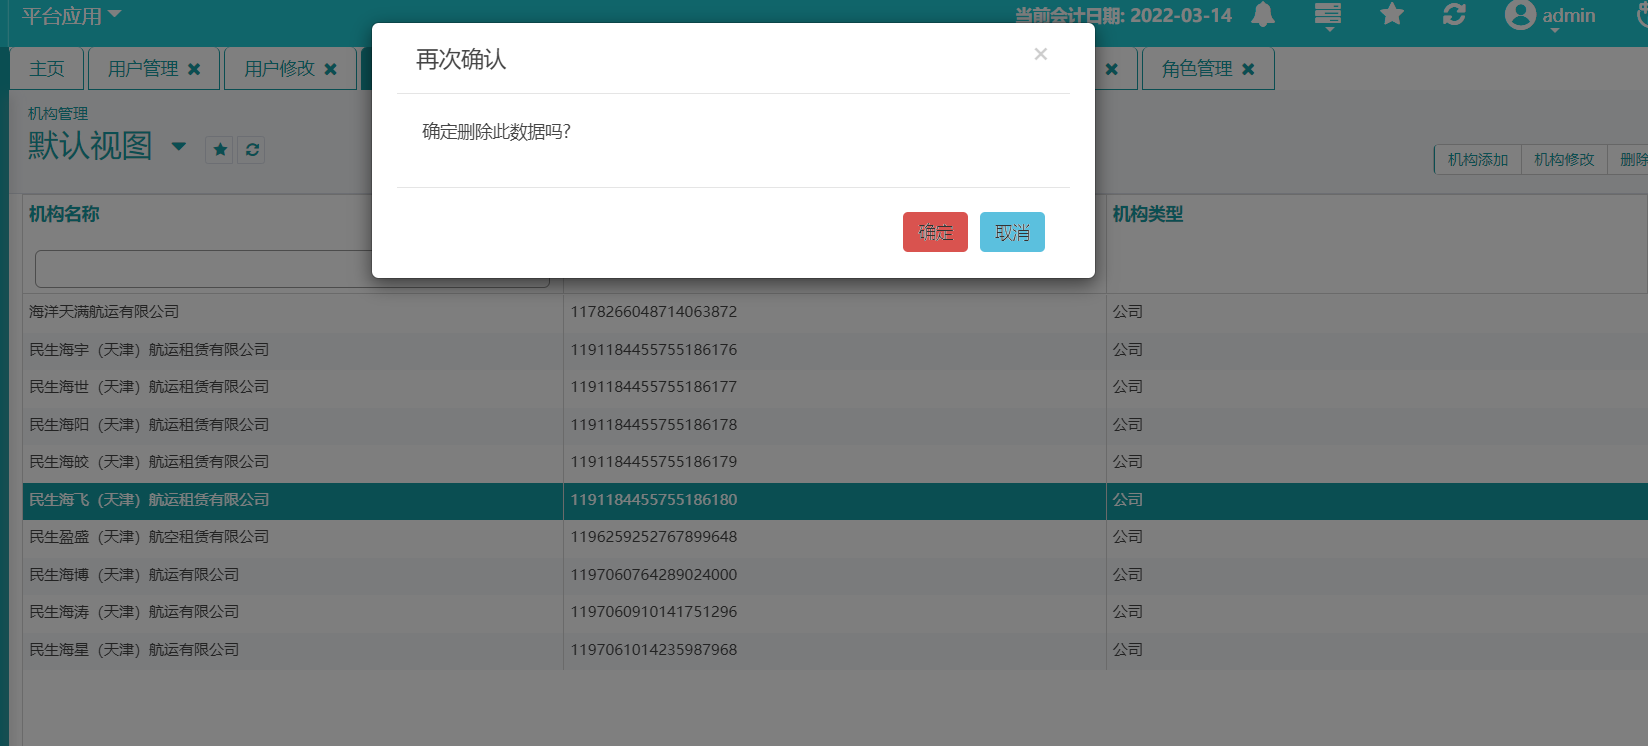 平台应用
当前会计日期: 2022-03-14
admin
主页
用户管理
用户修改
角色管理
机构管理
默认视图
机构添加
机构修改
删除
再次确认
确定删除此数据吗?
确定
取消
机构名称
机构类型
海洋天满航运有限公司 1178266048714063872 公司
民生海宇（天津）航运租赁有限公司 1191184455755186176 公司
民生海世（天津）航运租赁有限公司 1191184455755186177 公司
民生海阳（天津）航运租赁有限公司 1191184455755186178 公司
民生海皎（天津）航运租赁有限公司 1191184455755186179 公司
民生海飞（天津）航运租赁有限公司 1191184455755186180 公司
民生盈盛（天津）航空租赁有限公司 1196259252767899648 公司
民生海博（天津）航运有限公司 1197060764289024000 公司
民生海涛（天津）航运有限公司 1197060910141751296 公司
民生海星（天津）航运有限公司 1197061014235987968 公司